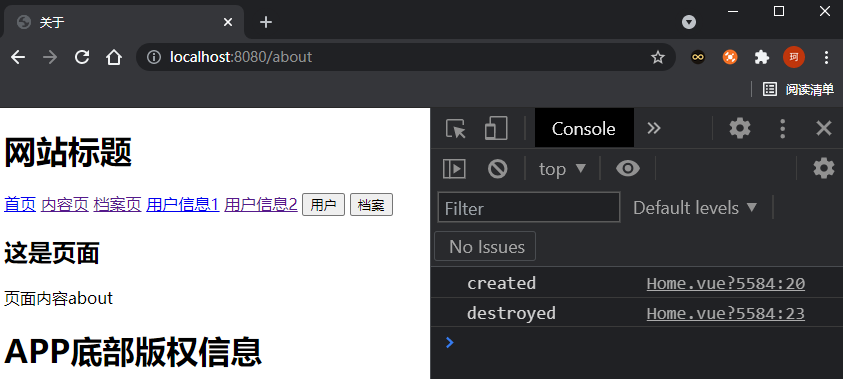 关于
localhost:8080/about
珂
阅读清单
网站标题
首页 内容页 档案页 用户信息1 用户信息2 用户 档案
这是页面
页面内容about
APP底部版权信息
Console
top
Filter Default levels
No Issues
created Home.vue?5584:20
destroyed Home.vue?5584:23